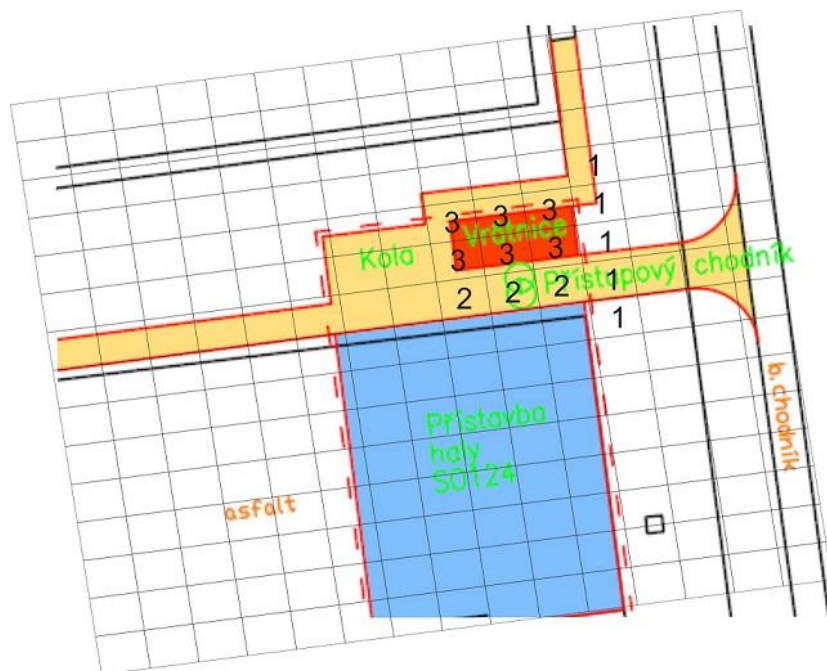 1
3 3 3 1
Vrátnice
Kola
3 3 3 1
Přístapový chodník
2 2 2 1
1
b.chodník
Přístavba
haly
SO124
asfalt